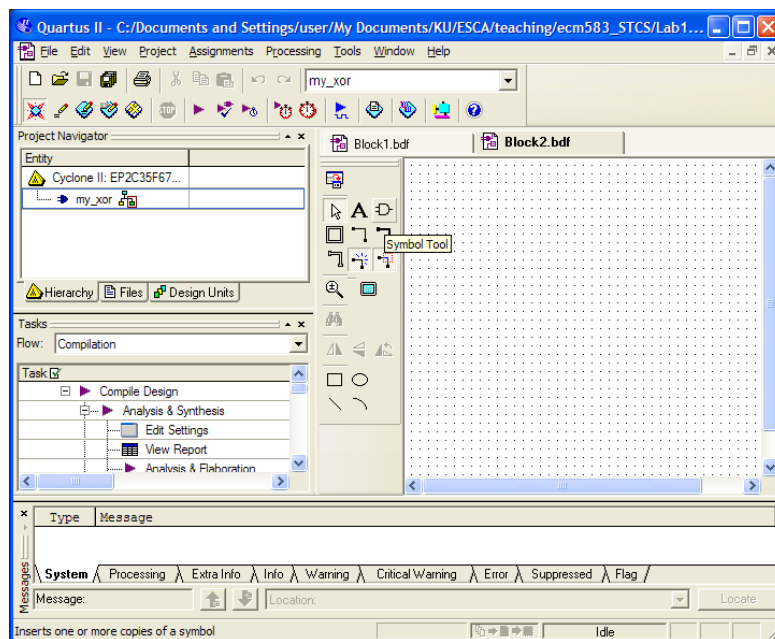 Quartus II - C:/Documents and Settings/user/My Documents/KU/ESCA/teaching/ecm583_STCS/Lab1...
File Edit View Project Assignments Processing Tools Window Help
my_xor
Project Navigator
Entity
Cyclone II: EP2C35F67...
my_xor
Hierarchy Files Design Units
Tasks
Flow: Compilation
Task
Compile Design
Analysis & Synthesis
Edit Settings
View Report
Analysis & Elaboration
Block1.bdf Block2.bdf
A
Symbol Tool
Messages
Type Message
System Processing Extra Info Info Warning Critical Warning Error Suppressed Flag
Message: Location: Locate
Inserts one or more copies of a symbol Idle